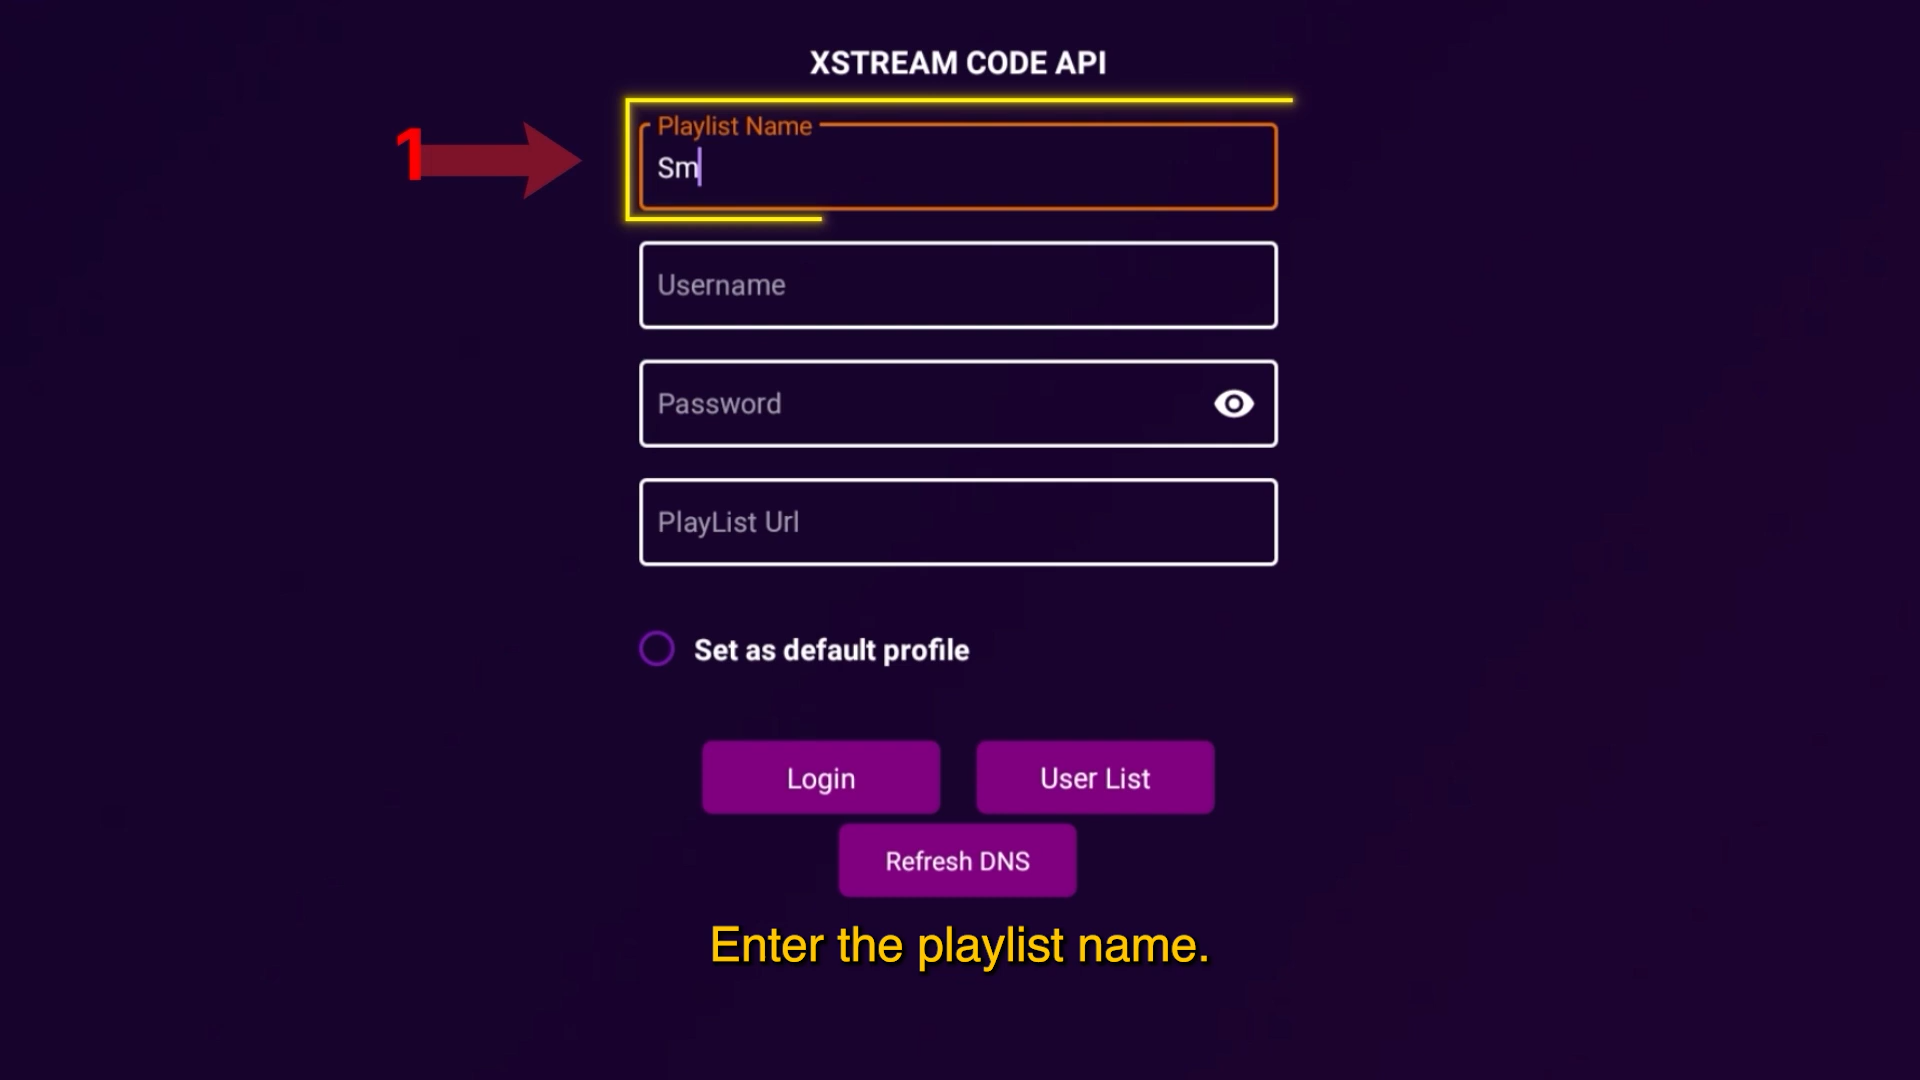 XSTREAM CODE API
1
Playlist Name
Sm
Username
Password
PlayList Url
Set as default profile
Login
User List
Refresh DNS
Enter the playlist name.